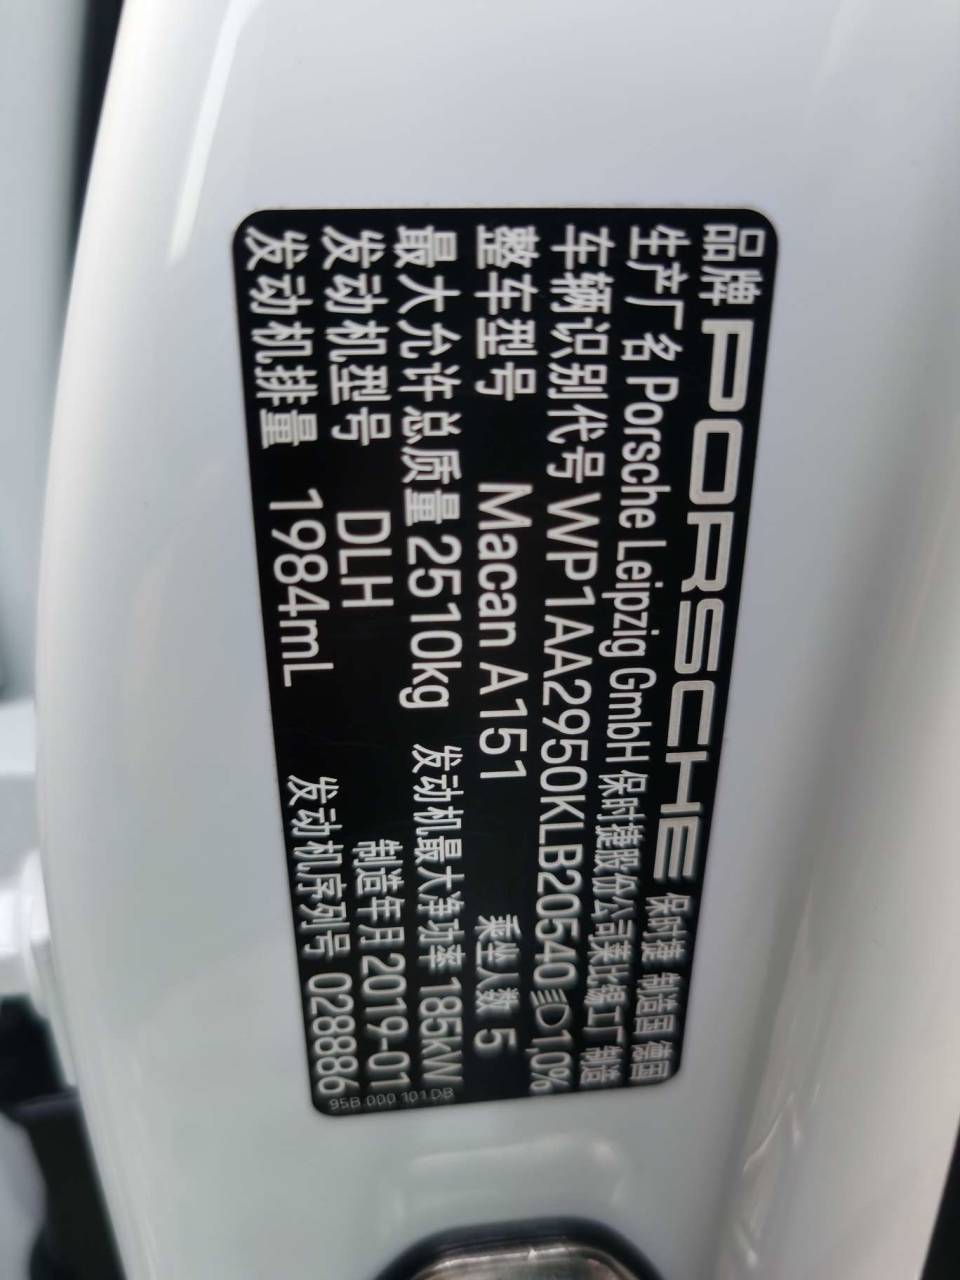 品牌 PORSCHE 保时捷 制造国 德国
生产厂名 Porsche Leipzig GmbH 保时捷股份公司莱比锡工厂 制造
车辆识别代号 WP1AA2950KLB20540 1,0%
整车型号 Macan A151 乘坐人数 5
最大允许总质量 2510kg 发动机最大净功率 185kW
发动机型号 DLH 制造年月 2019-01
发动机排量 1984mL 发动机序列号 028886
95B 000 101 DB